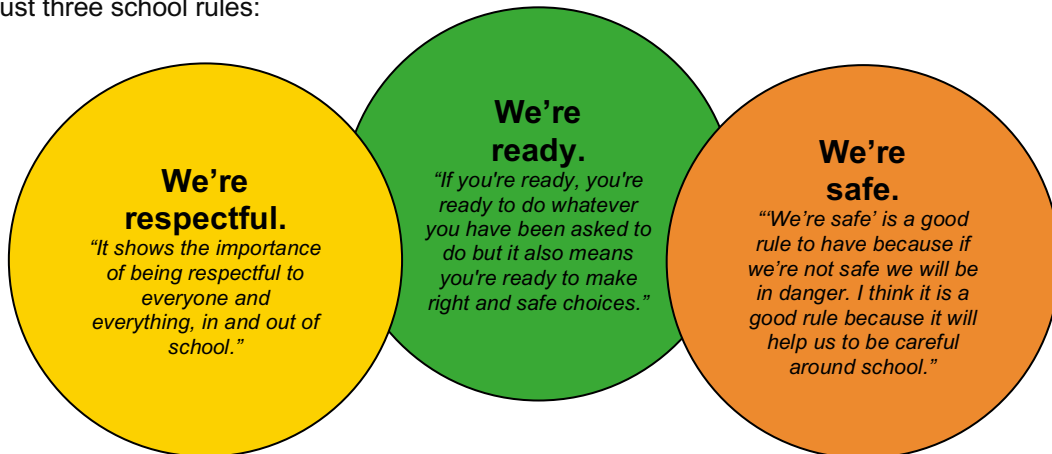 ust three school rules:
We’re
respectful.
“It shows the importance
of being respectful to
everyone and
everything, in and out of
school.”
We’re
ready.
“If you're ready, you're
ready to do whatever
you have been asked to
do but it also means
you're ready to make
right and safe choices.”
We’re
safe.
“‘We’re safe’ is a good
rule to have because if
we’re not safe we will be
in danger. I think it is a
good rule because it will
help us to be careful
around school.”